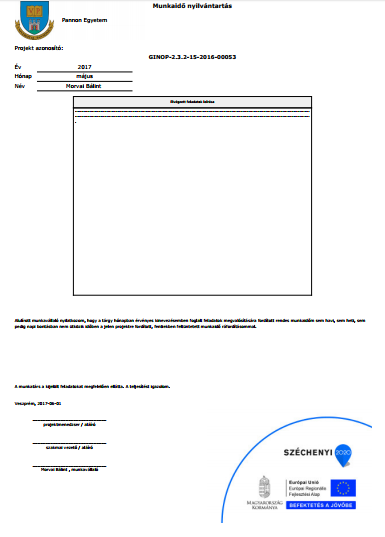 Munkaidő nyilvántartás
Pannon Egyetem
Projekt azonosító:
GINOP-2.3.2-15-2016-00053
Év 2017
Hónap május
Név Morvai Bálint
Elvégzett feladatok leírása
Alulírott munkavállaló nyilatkozom, hogy a tárgy hónapban érvényes kinevezésemben foglalt feladatok megvalósítására fordított rendes munkaidőm sem havi, sem heti, sem
pedig napi bontásban nem ütközik időben a jelen projektre fordított, fentiekben feltüntetett munkaidő ráfordításommal.
A munkatárs a kijelölt feladatokat megfelelően ellátta. A teljesítést igazolom.
Veszprém, 2017-06-01
projektmenedzser / aláíró
szakmai vezető / aláíró
Morvai Bálint , munkavállaló
SZÉCHENYI 2020
MAGYARORSZÁG
KORMÁNYA
Európai Unió
Európai Regionális
Fejlesztési Alap
BEFEKTETÉS A JÖVŐBE